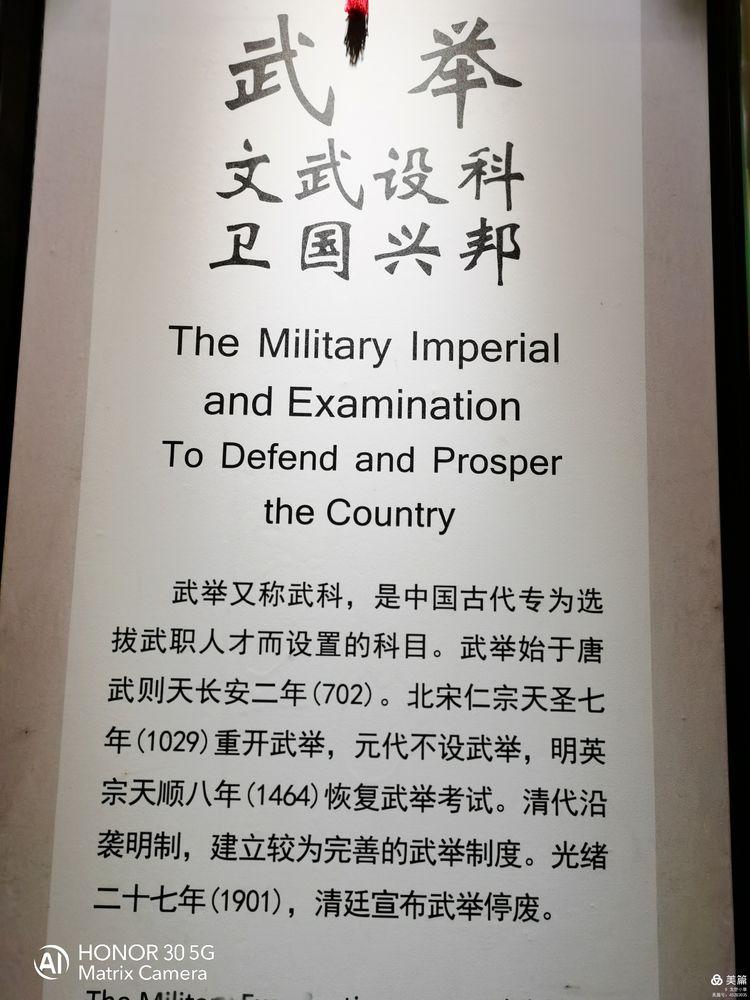 武举
文武设科
卫国兴邦
The Military Imperial
and Examination
To Defend and Prosper
the Country
武举又称武科，是中国古代专为选
拔武职人才而设置的科目。武举始于唐
武则天长安二年(702)。北宋仁宗天圣七
年(1029)重开武举，元代不设武举，明英
宗天顺八年(1464)恢复武举考试。清代沿
袭明制，建立较为完善的武举制度。光绪
二十七年(1901)，清廷宣布武举停废。
The Military
AI HONOR 30 5G
Matrix Camera
美篇